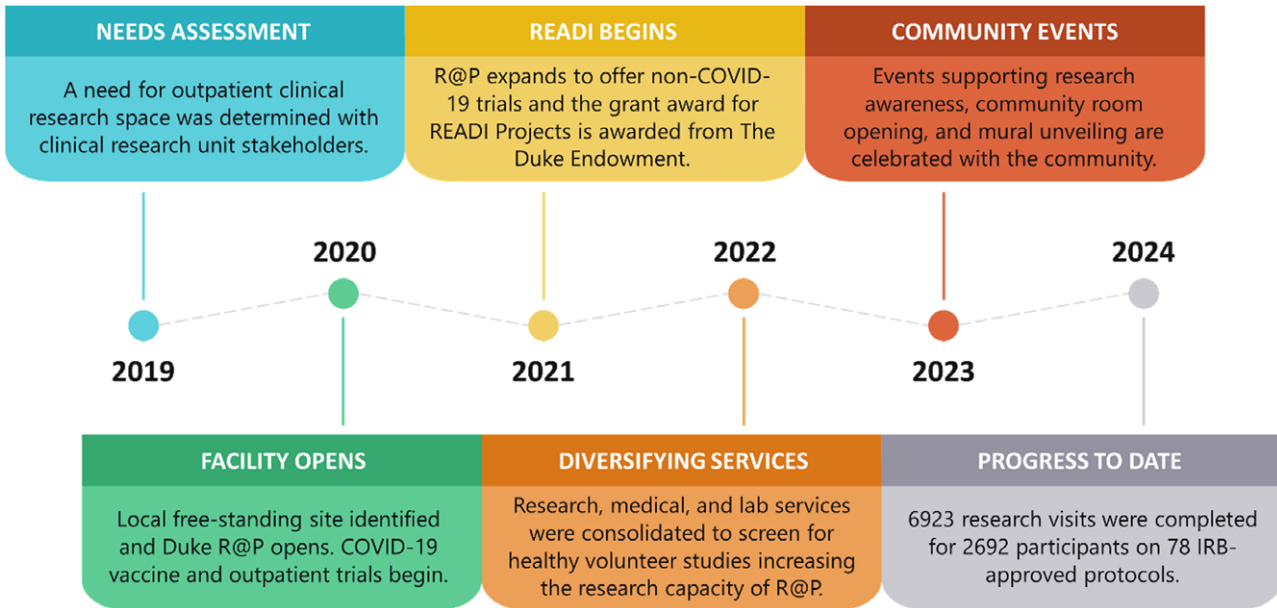 NEEDS ASSESSMENT
A need for outpatient clinical
research space was determined with
clinical research unit stakeholders.
READI BEGINS
R@P expands to offer non-COVID-
19 trials and the grant award for
READI Projects is awarded from The
Duke Endowment.
COMMUNITY EVENTS
Events supporting research
awareness, community room
opening, and mural unveiling are
celebrated with the community.
2020
2022
2024
2019
2021
2023
FACILITY OPENS
Local free-standing site identified
and Duke R@P opens. COVID-19
vaccine and outpatient trials begin.
DIVERSIFYING SERVICES
Research, medical, and lab services
were consolidated to screen for
healthy volunteer studies increasing
the research capacity of R@P.
PROGRESS TO DATE
6923 research visits were completed
for 2692 participants on 78 IRB-
approved protocols.